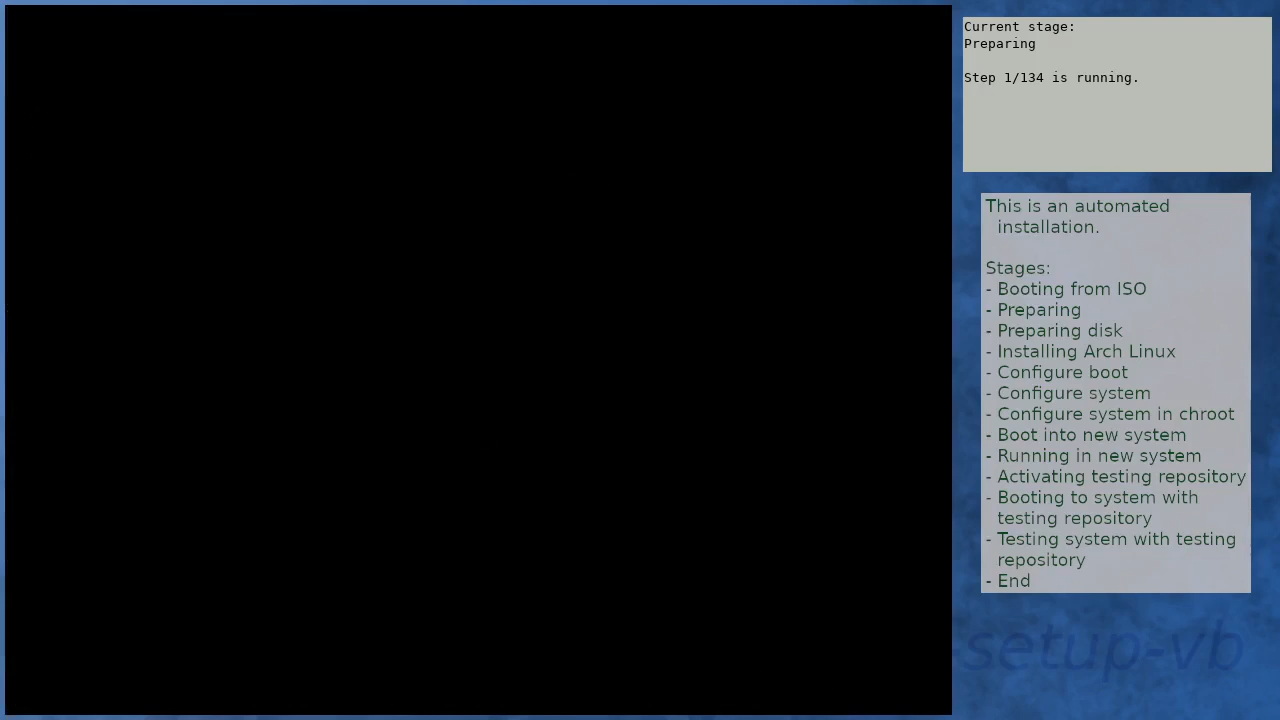 Current stage:
Preparing
Step 1/134 is running.
This is an automated
installation.
Stages:
- Booting from ISO
- Preparing
- Preparing disk
- Installing Arch Linux
- Configure boot
- Configure system
- Configure system in chroot
- Boot into new system
- Running in new system
- Activating testing repository
- Booting to system with
testing repository
- Testing system with testing
repository
- End
-setup-vb